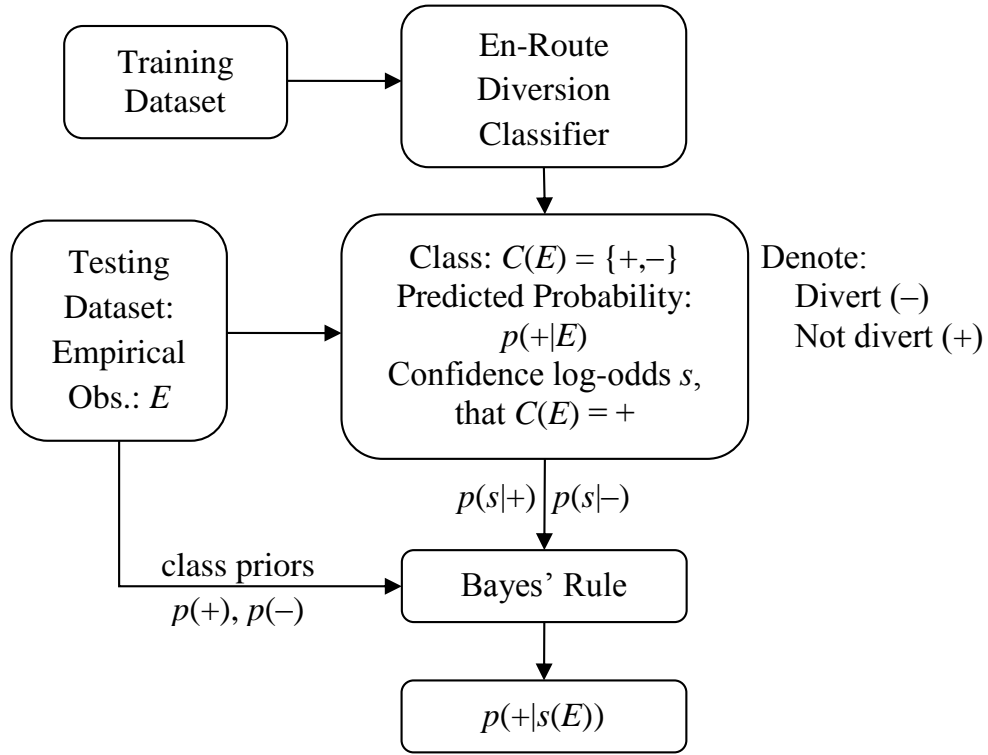 Training
Dataset
En-Route
Diversion
Classifier
Testing
Dataset:
Empirical
Obs.: E
Class: C(E) = {+,–}
Predicted Probability:
p(+|E)
Confidence log-odds s,
that C(E) = +
Denote:
Divert (–)
Not divert (+)
p(s|+) p(s|–)
class priors
p(+), p(–)
Bayes’ Rule
p(+|s(E))